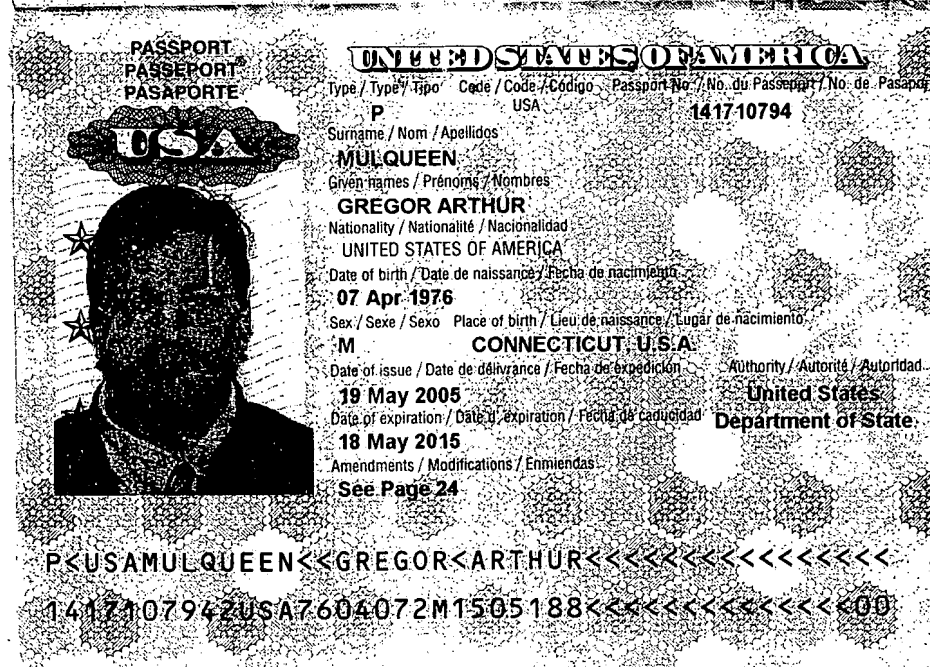 PASSPORT
PASSEPORT
PASAPORTE
USA
UNITED STATES OF AMERICA
Type / Type / Tipo Code / Code / Código Passport No. / No. du Passeport / No. de Pasaporte
P USA 141710794
Surname / Nom / Apellidos
MULQUEEN
Given names / Prénoms / Nombres
GREGOR ARTHUR
Nationality / Nationalité / Nacionalidad
UNITED STATES OF AMERICA
Date of birth / Date de naissance / Fecha de nacimiento
07 Apr 1976
Sex / Sexe / Sexo Place of birth / Lieu de naissance / Lugar de nacimiento
M CONNECTICUT, U.S.A.
Date of issue / Date de délivrance / Fecha de expedición Authority / Autorité / Autoridad
19 May 2005 United States
Date of expiration / Date d'expiration / Fecha de caducidad Department of State
18 May 2015
Amendments / Modifications / Enmiendas
See Page 24
P<USAMULQUEEN<<GREGOR<ARTHUR<<<<<<<<<<<<<<<<
1417107942USA7604072M1505188<<<<<<<<<<<<<<00